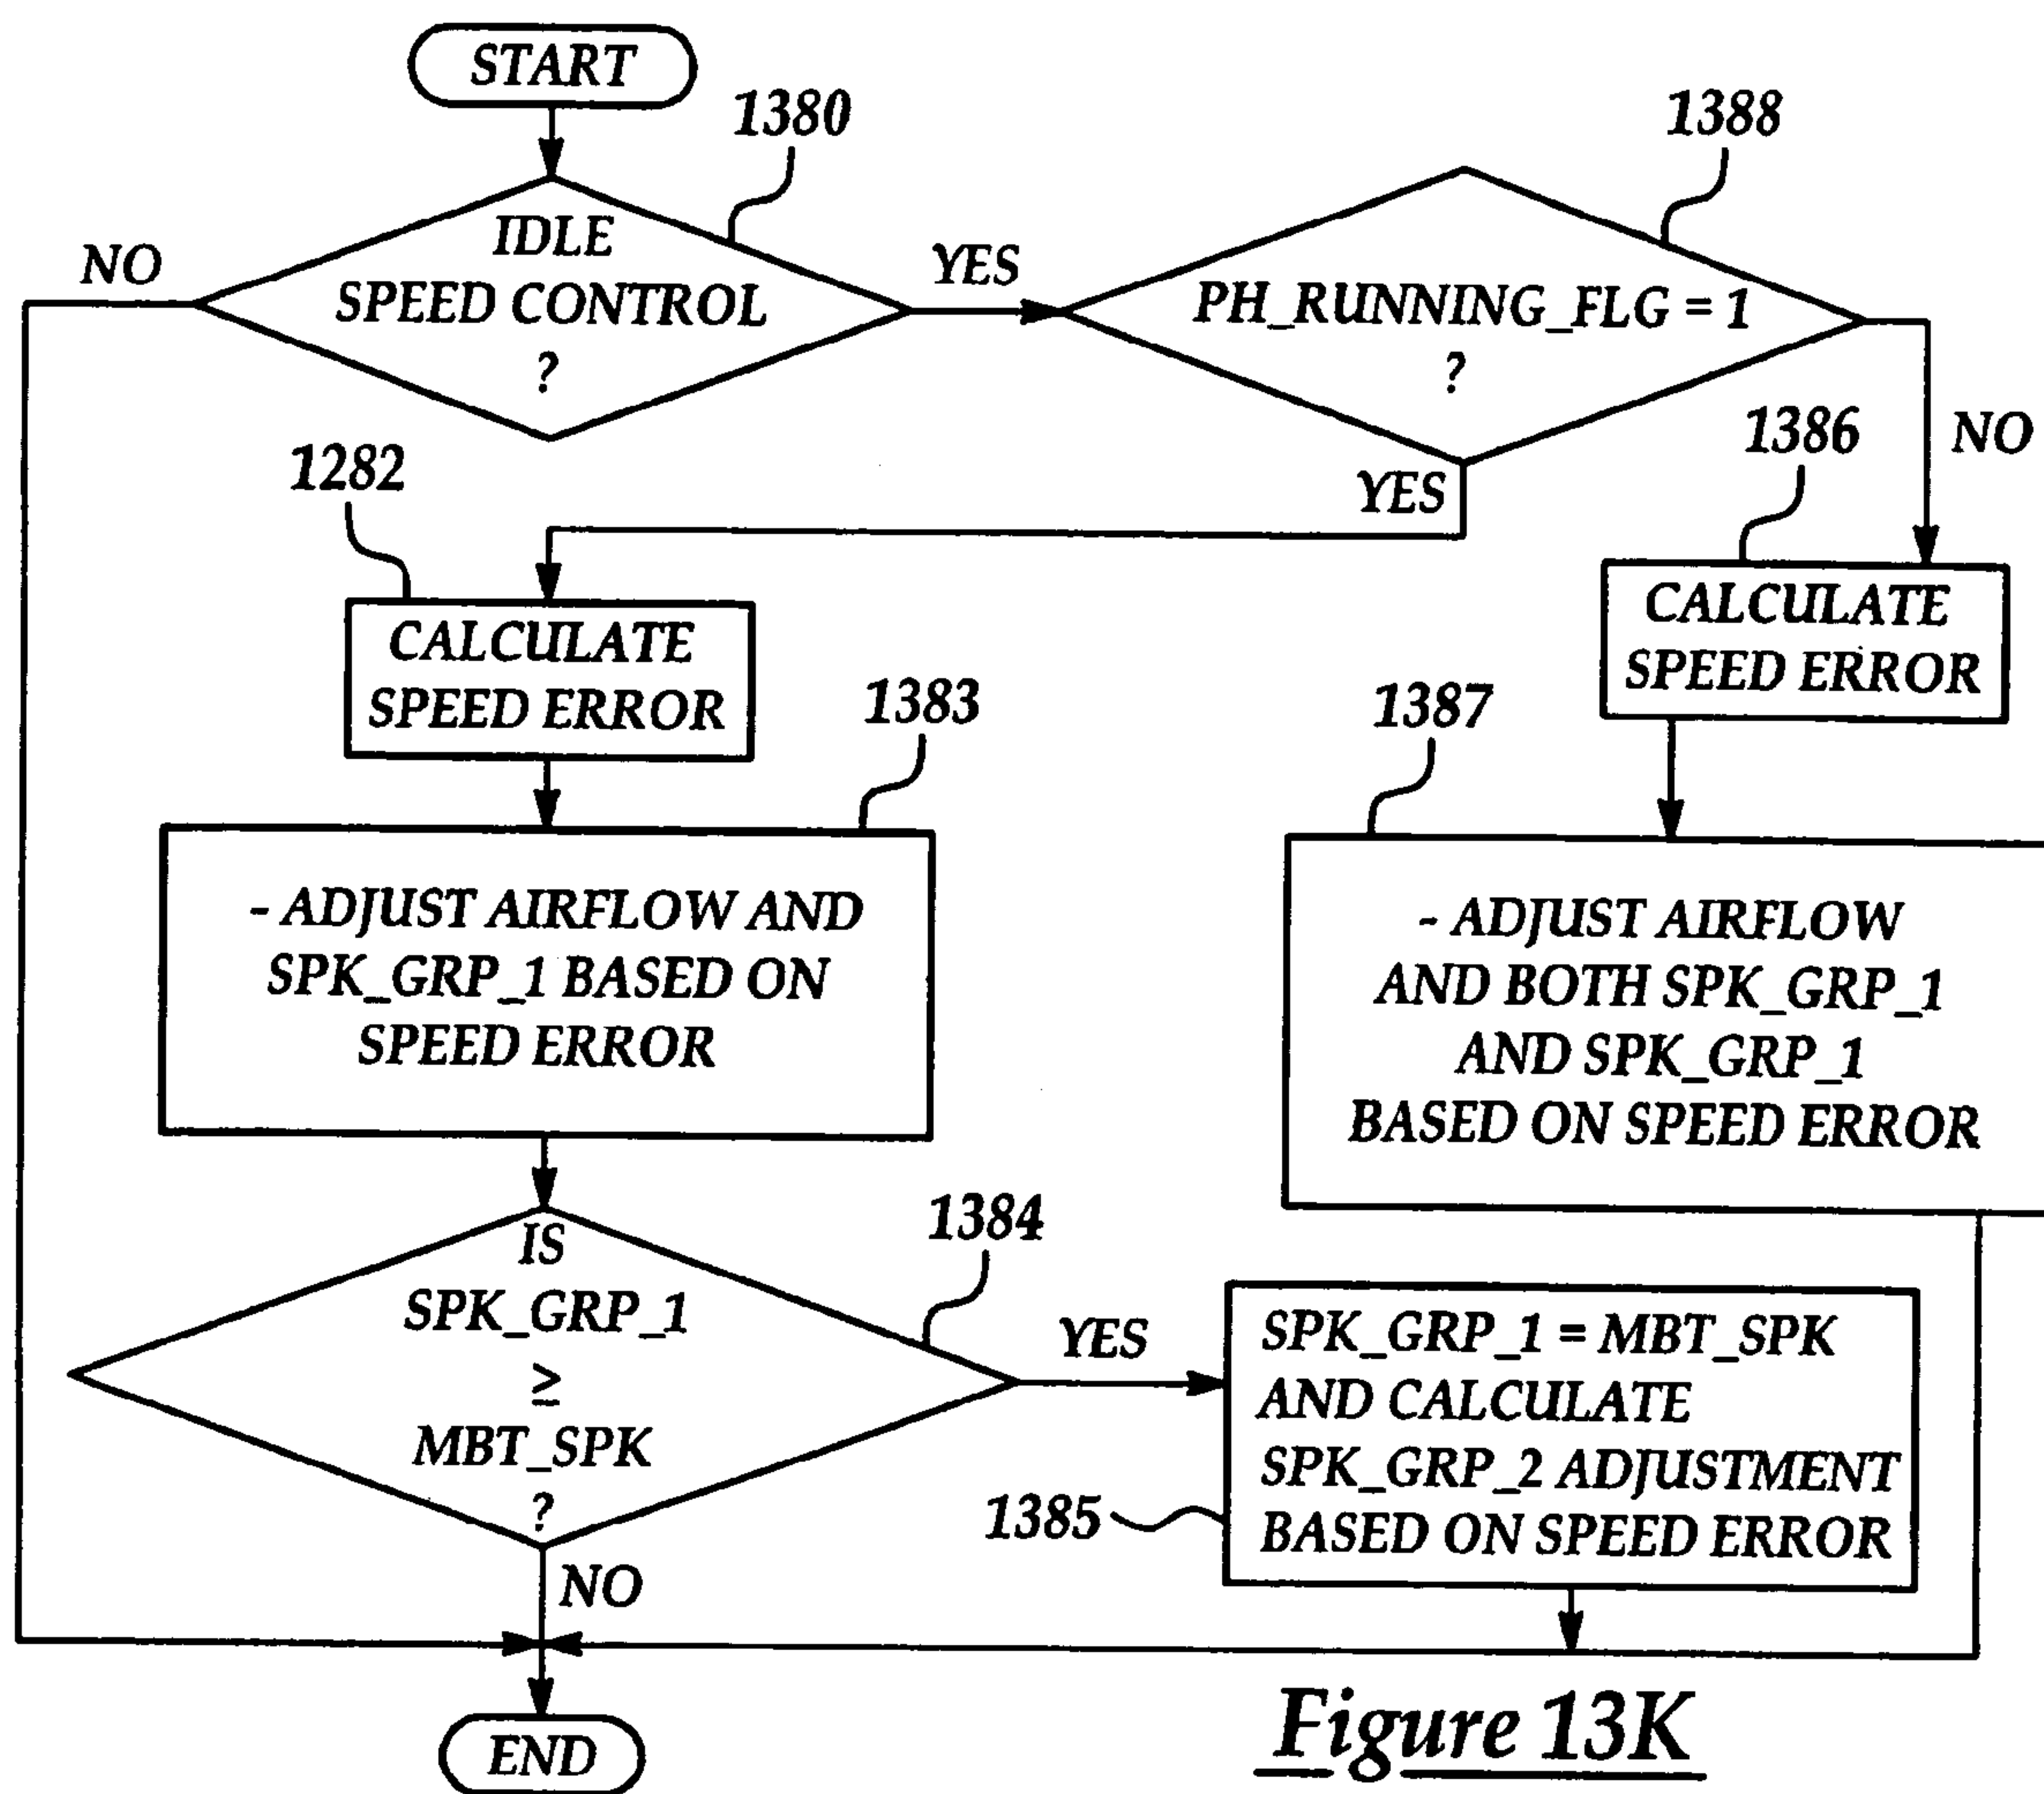 START
1380
1388
IDLE
SPEED CONTROL
?
NO
YES
PH_RUNNING_FLG = 1
?
1386
NO
1282
YES
CALCULATE
SPEED ERROR
CALCULATE
SPEED ERROR
1383
1387
- ADJUST AIRFLOW AND
SPK_GRP_1 BASED ON
SPEED ERROR
- ADJUST AIRFLOW
AND BOTH SPK_GRP_1
AND SPK_GRP_1
BASED ON SPEED ERROR
1384
IS
SPK_GRP_1
≥
MBT_SPK
?
YES
SPK_GRP_1 = MBT_SPK
AND CALCULATE
SPK_GRP_2 ADJUSTMENT
BASED ON SPEED ERROR
1385
NO
END
Figure 13K